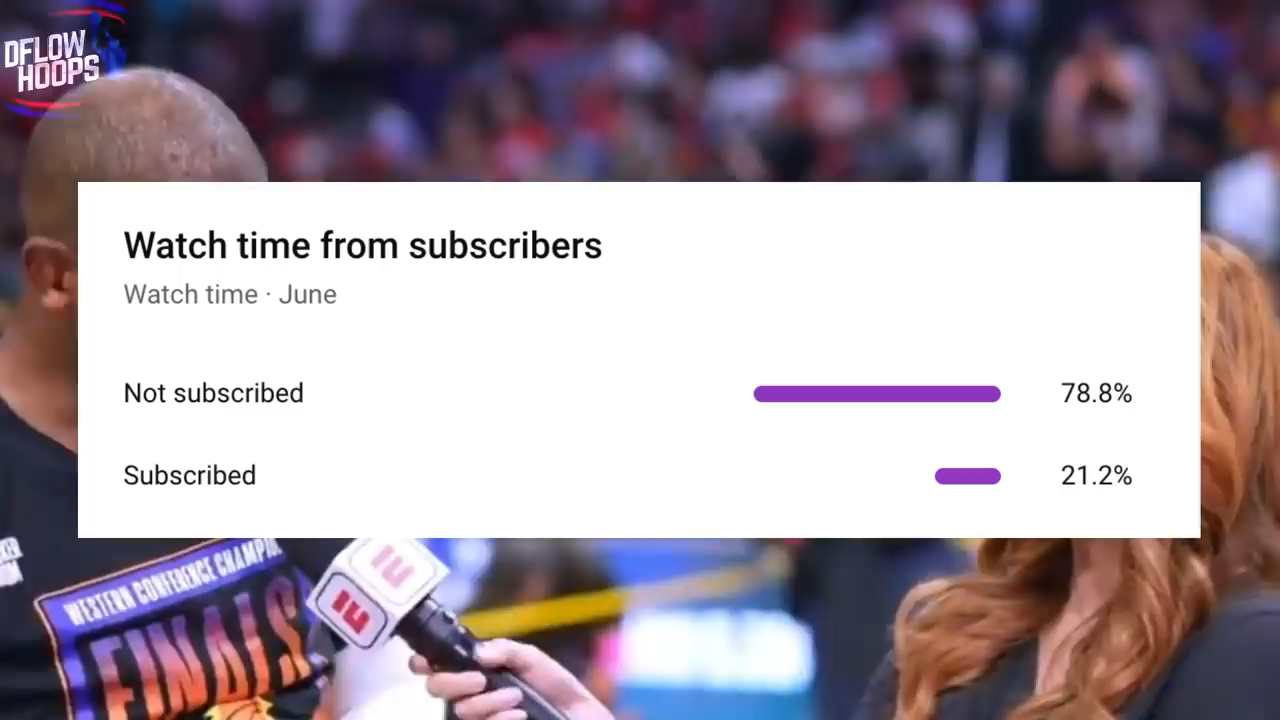 DFLOW
HOOPS
Watch time from subscribers
Watch time · June
Not subscribed 78.8%
Subscribed 21.2%
WESTERN CONFERENCE CHAMPIO
FINALS